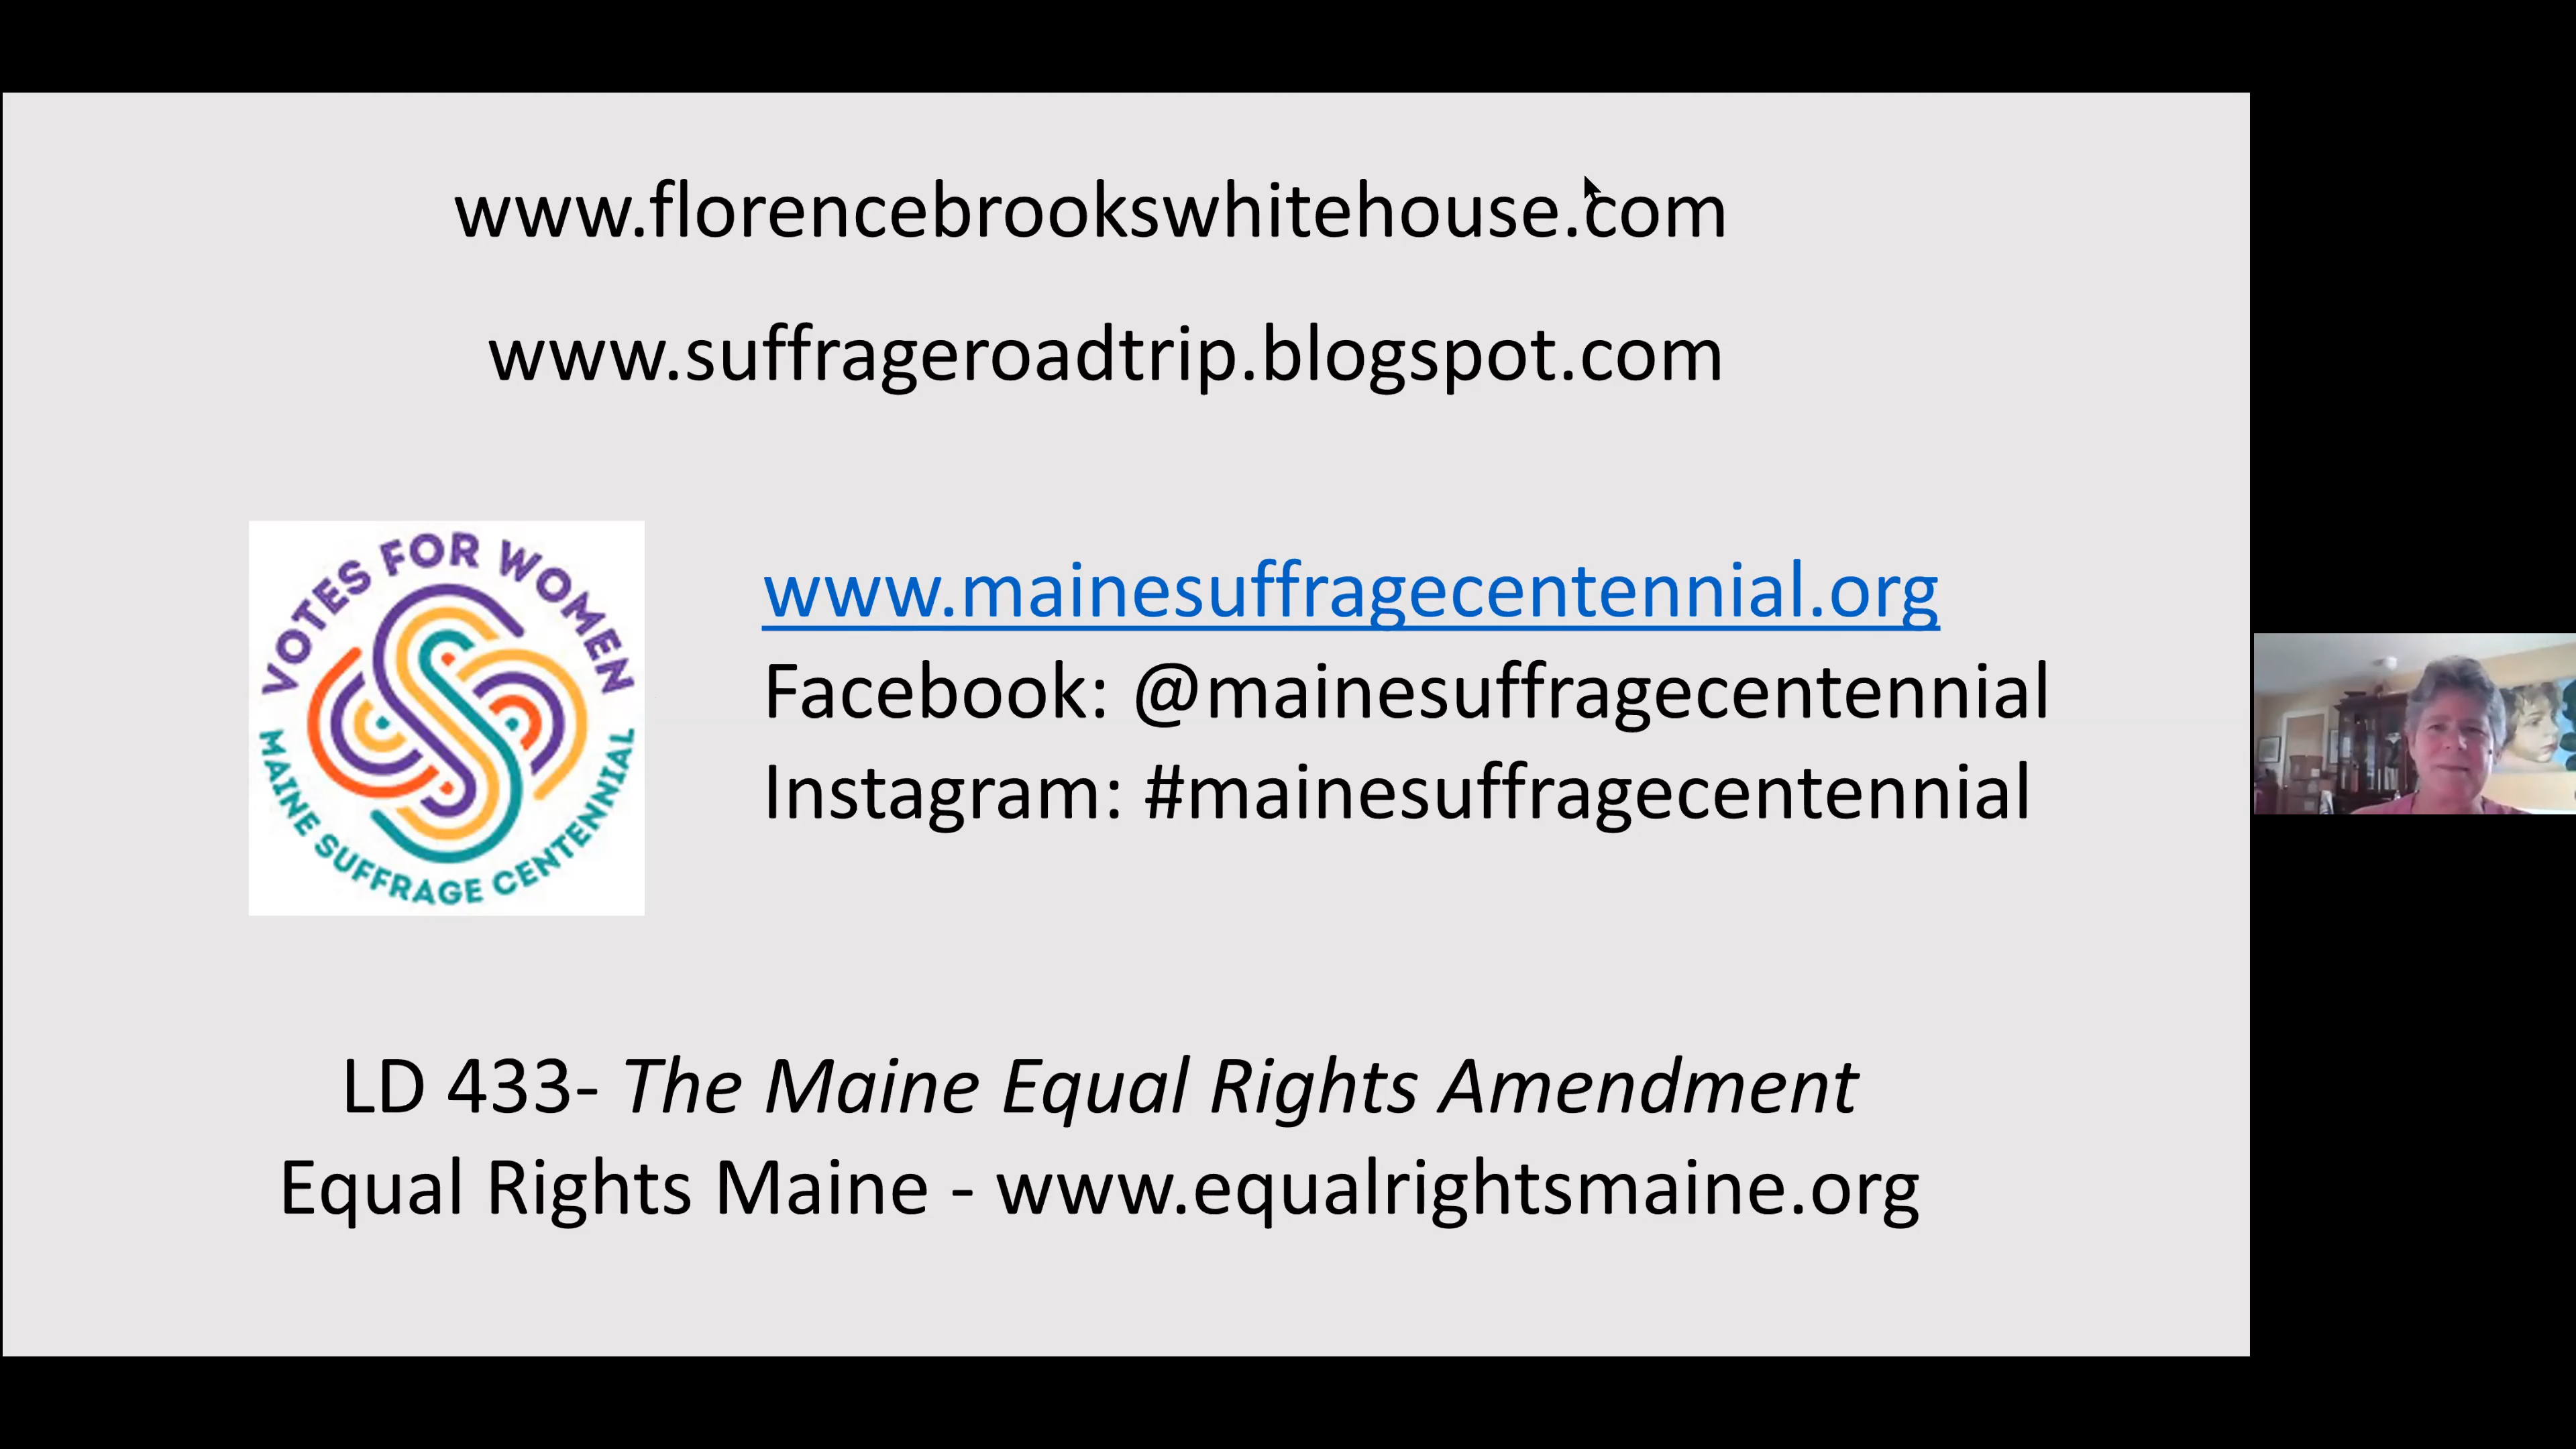 www.florencebrookswhitehouse.com
www.suffrageroadtrip.blogspot.com
VOTES FOR WOMEN
MAINE SUFFRAGE CENTENNIAL
www.mainesuffragecentennial.org
Facebook: @mainesuffragecentennial
Instagram: #mainesuffragecentennial
LD 433- The Maine Equal Rights Amendment
Equal Rights Maine - www.equalrightsmaine.org